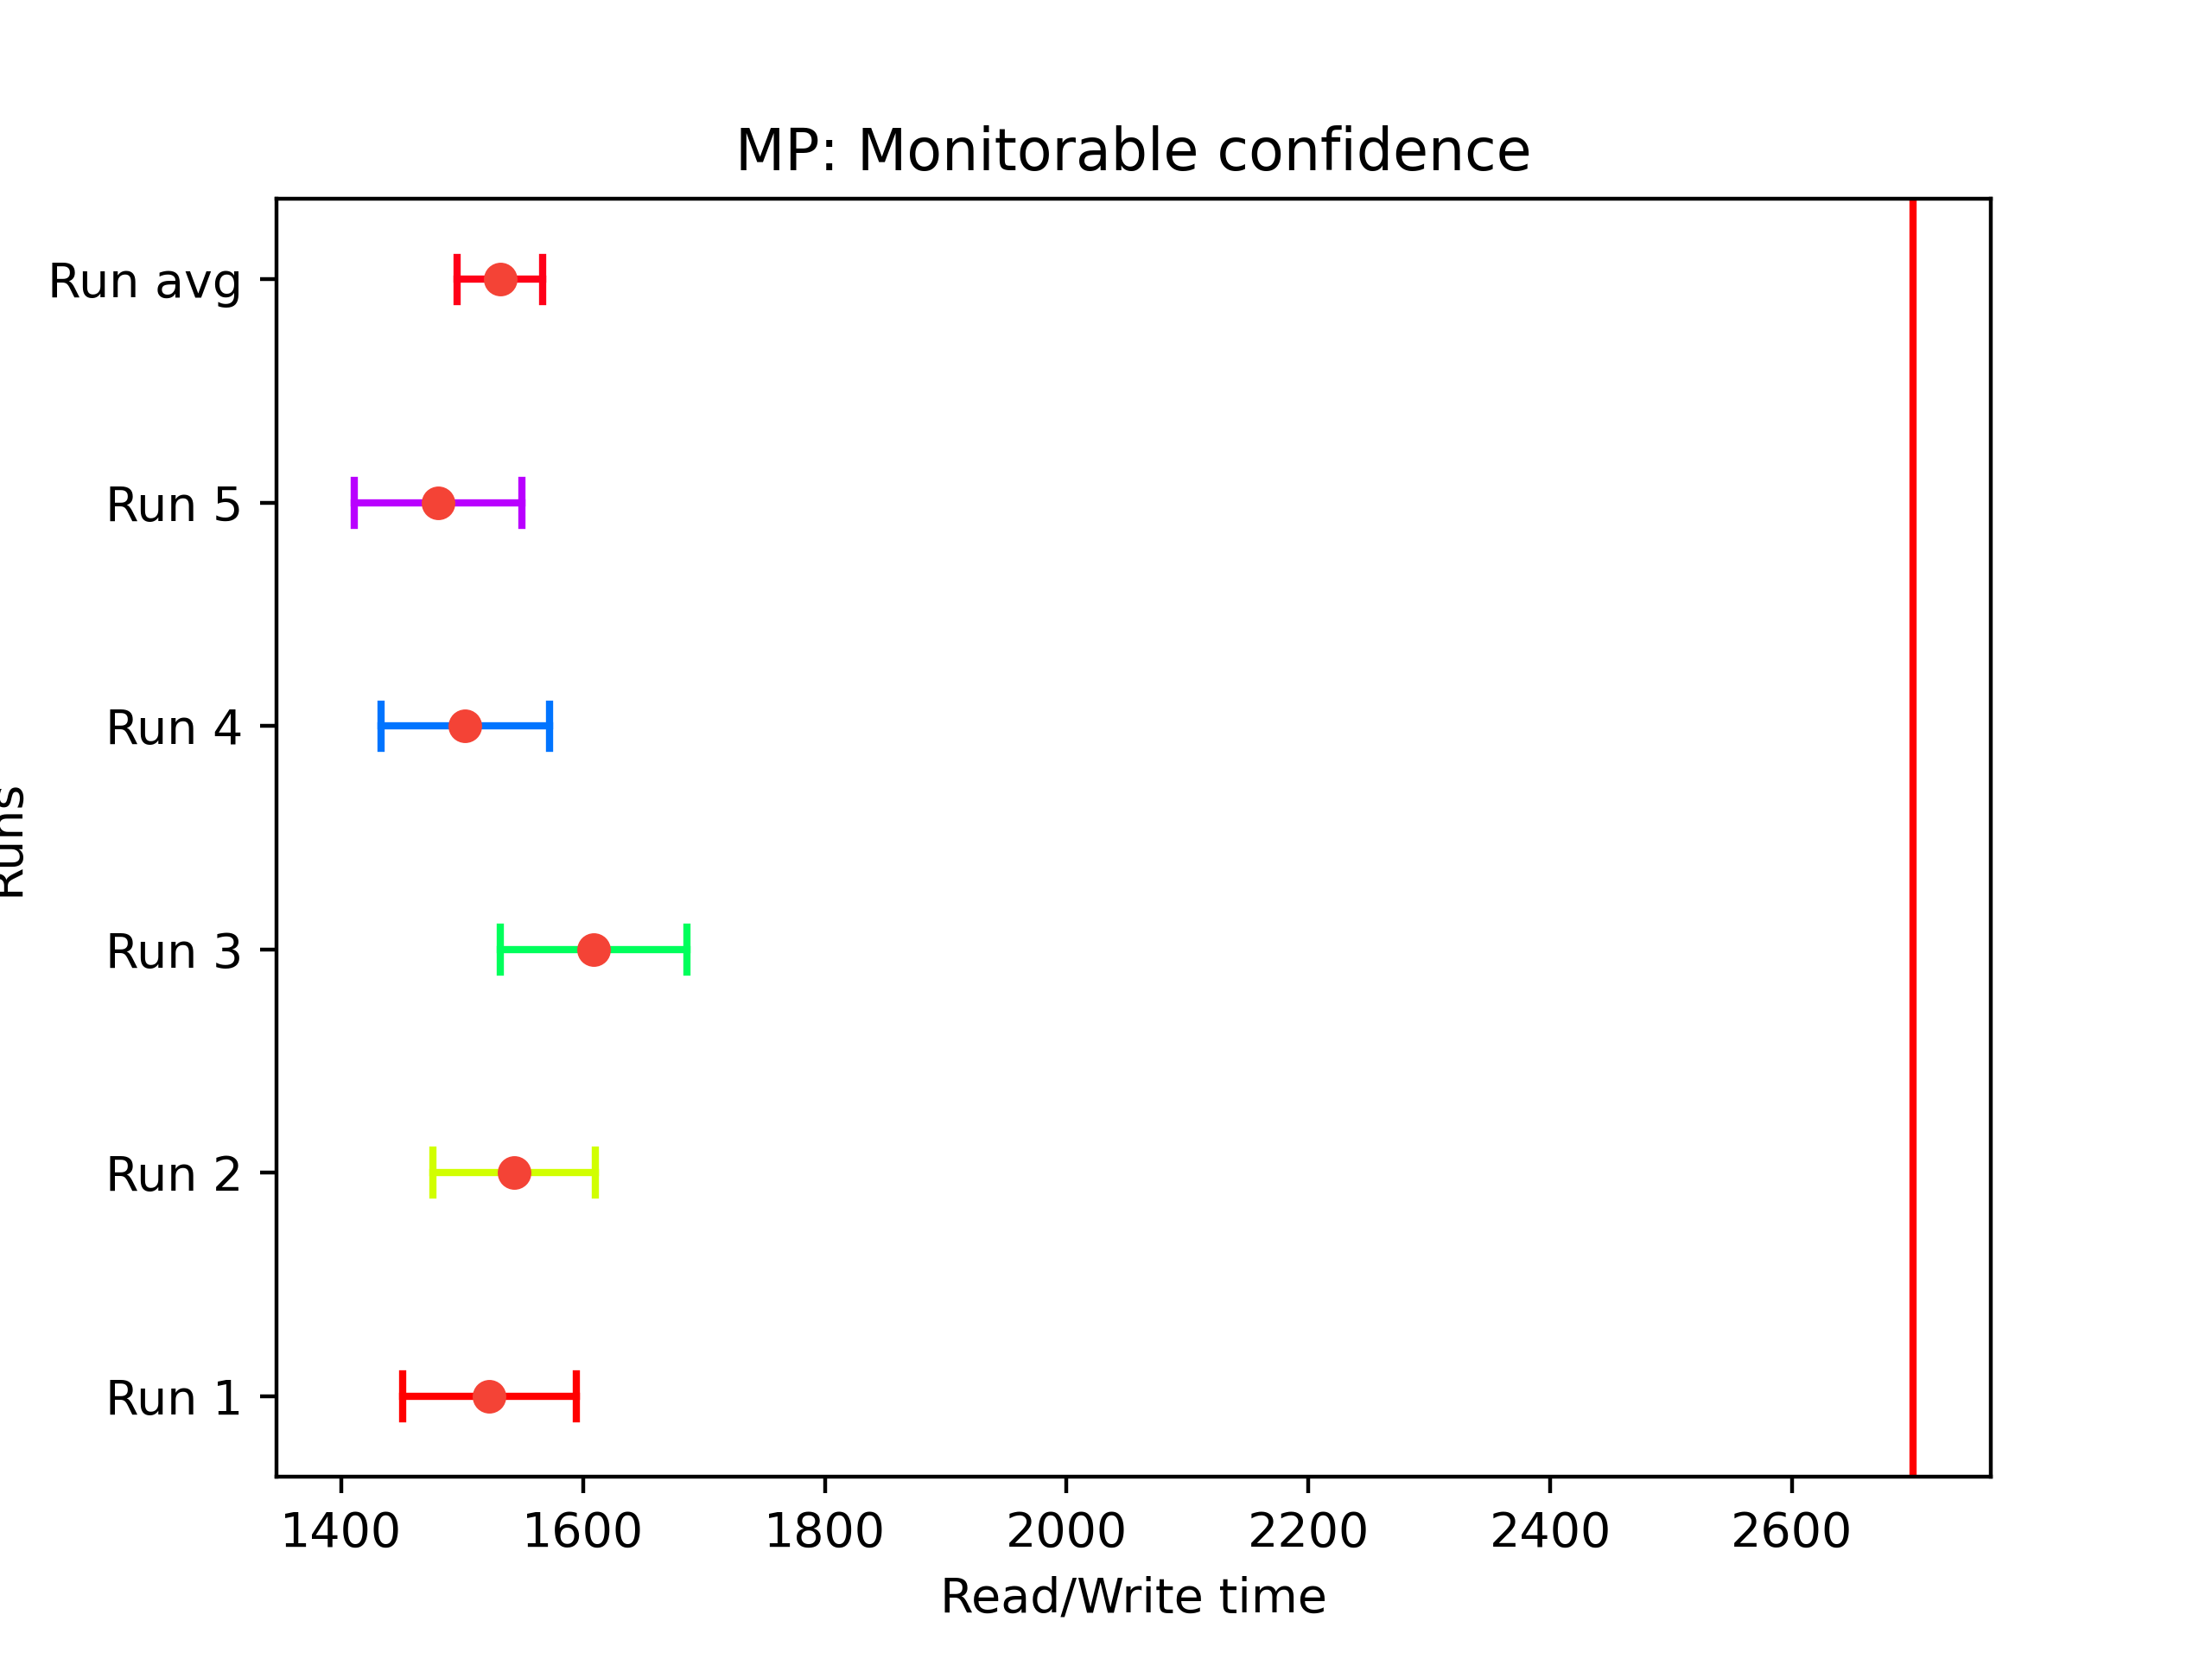 MP: Monitorable confidence
Run avg
Run 5
Run 4
Run 3
Run 2
Run 1
Runs
1400 1600 1800 2000 2200 2400 2600
Read/Write time